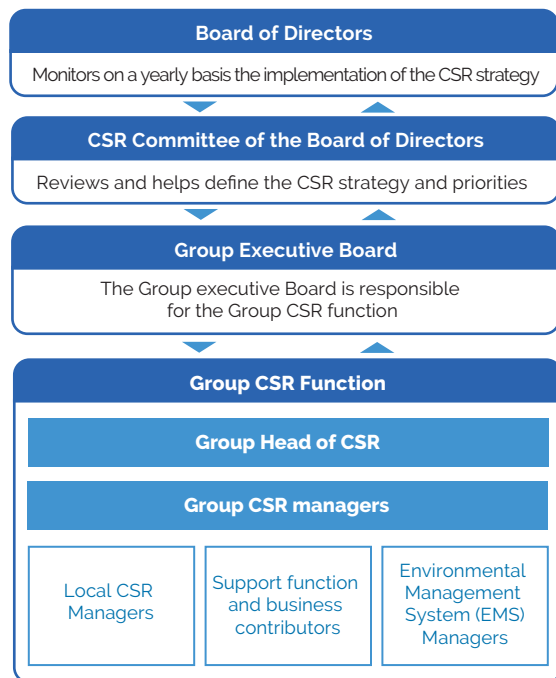 Board of Directors
Monitors on a yearly basis the implementation of the CSR strategy
CSR Committee of the Board of Directors
Reviews and helps define the CSR strategy and priorities
Group Executive Board
The Group executive Board is responsible
for the Group CSR function
Group CSR Function
Group Head of CSR
Group CSR managers
Local CSR
Managers
Support function
and business
contributors
Environmental
Management
System (EMS)
Managers